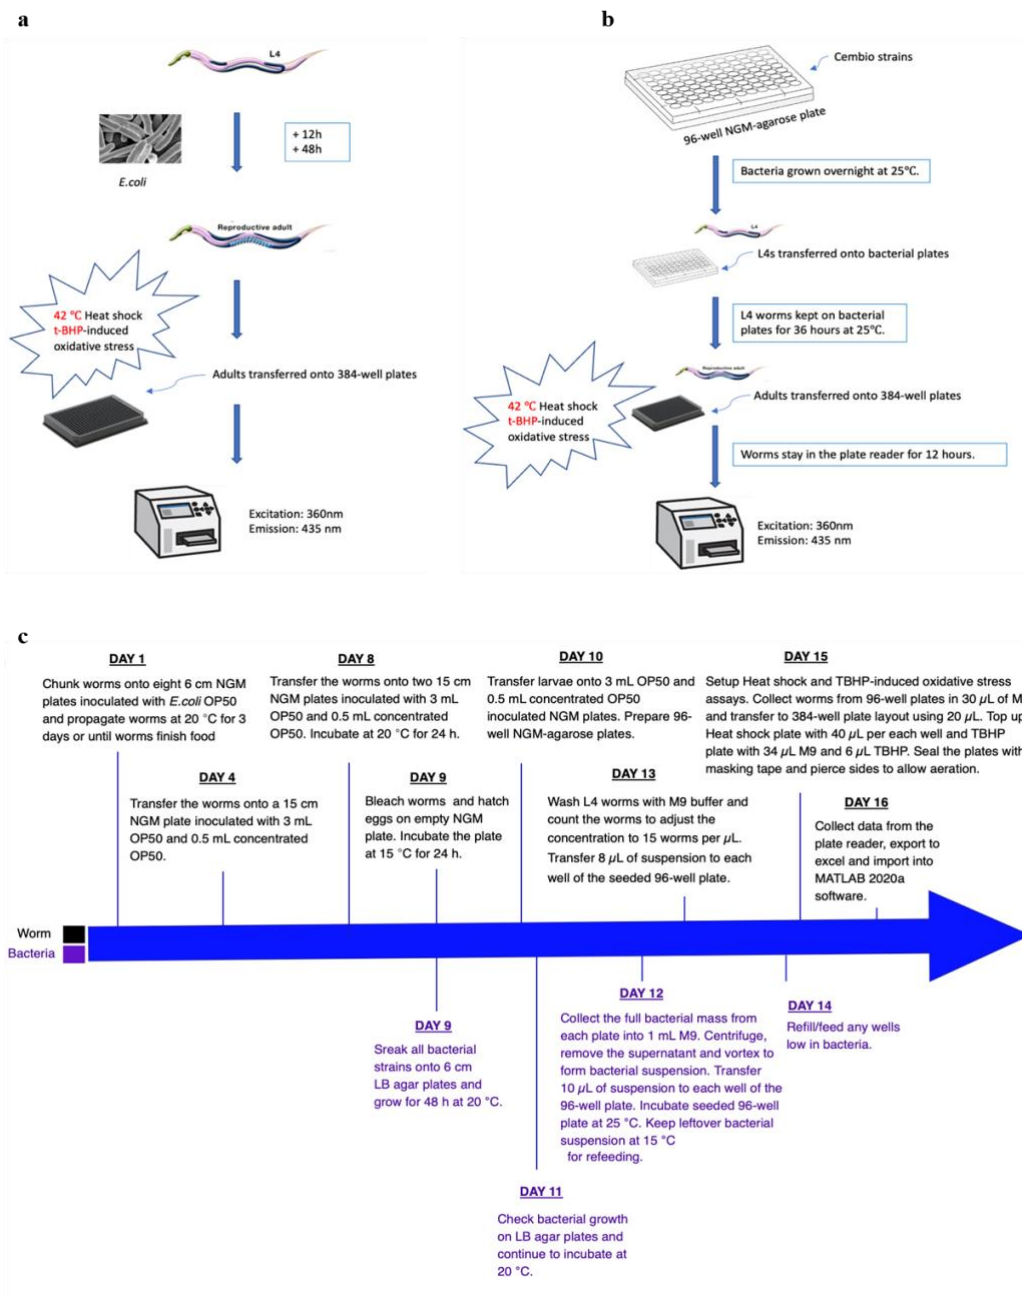 a
L4
+ 12h
+ 48h
E.coli
Reproductive adult
42 °C Heat shock
t-BHP-induced
oxidative stress
Adults transferred onto 384-well plates
Excitation: 360nm
Emission: 435 nm
b
Cembio strains
96-well NGM-agarose plate
Bacteria grown overnight at 25°C.
L4
L4s transferred onto bacterial plates
L4 worms kept on bacterial
plates for 36 hours at 25°C.
Reproductive adult
42 °C Heat shock
t-BHP-induced
oxidative stress
Adults transferred onto 384-well plates
Worms stay in the plate reader for 12 hours.
Excitation: 360nm
Emission: 435 nm
c
DAY 1
Chunk worms onto eight 6 cm NGM
plates inoculated with E.coli OP50
and propagate worms at 20 °C for 3
days or until worms finish food
DAY 4
Transfer the worms onto a 15 cm
NGM plate inoculated with 3 mL
OP50 and 0.5 mL concentrated
OP50.
DAY 8
Transfer the worms onto two 15 cm
NGM plates inoculated with 3 mL
OP50 and 0.5 mL concentrated
OP50. Incubate at 20 °C for 24 h.
DAY 9
Bleach worms and hatch
eggs on empty NGM
plate. Incubate the plate
at 15 °C for 24 h.
DAY 10
Transfer larvae onto 3 mL OP50 and
0.5 mL concentrated OP50
inoculated NGM plates. Prepare 96-
well NGM-agarose plates.
DAY 13
Wash L4 worms with M9 buffer and
count the worms to adjust the
concentration to 15 worms per µL.
Transfer 8 µL of suspension to each
well of the seeded 96-well plate.
DAY 15
Setup Heat shock and TBHP-induced oxidative stress
assays. Collect worms from 96-well plates in 30 µL of M
and transfer to 384-well plate layout using 20 µL. Top up
Heat shock plate with 40 µL per each well and TBHP
plate with 34 µL M9 and 6 µL TBHP. Seal the plates with
masking tape and pierce sides to allow aeration.
DAY 16
Collect data from the
plate reader, export to
excel and import into
MATLAB 2020a
software.
Worm
Bacteria
DAY 9
Sreak all bacterial
strains onto 6 cm
LB agar plates and
grow for 48 h at 20 °C.
DAY 11
Check bacterial growth
on LB agar plates and
continue to incubate at
20 °C.
DAY 12
Collect the full bacterial mass from
each plate into 1 mL M9. Centrifuge,
remove the supernatant and vortex to
form bacterial suspension. Transfer
10 µL of suspension to each well of the
96-well plate. Incubate seeded 96-well
plate at 25 °C. Keep leftover bacterial
suspension at 15 °C
for refeeding.
DAY 14
Refill/feed any wells
low in bacteria.